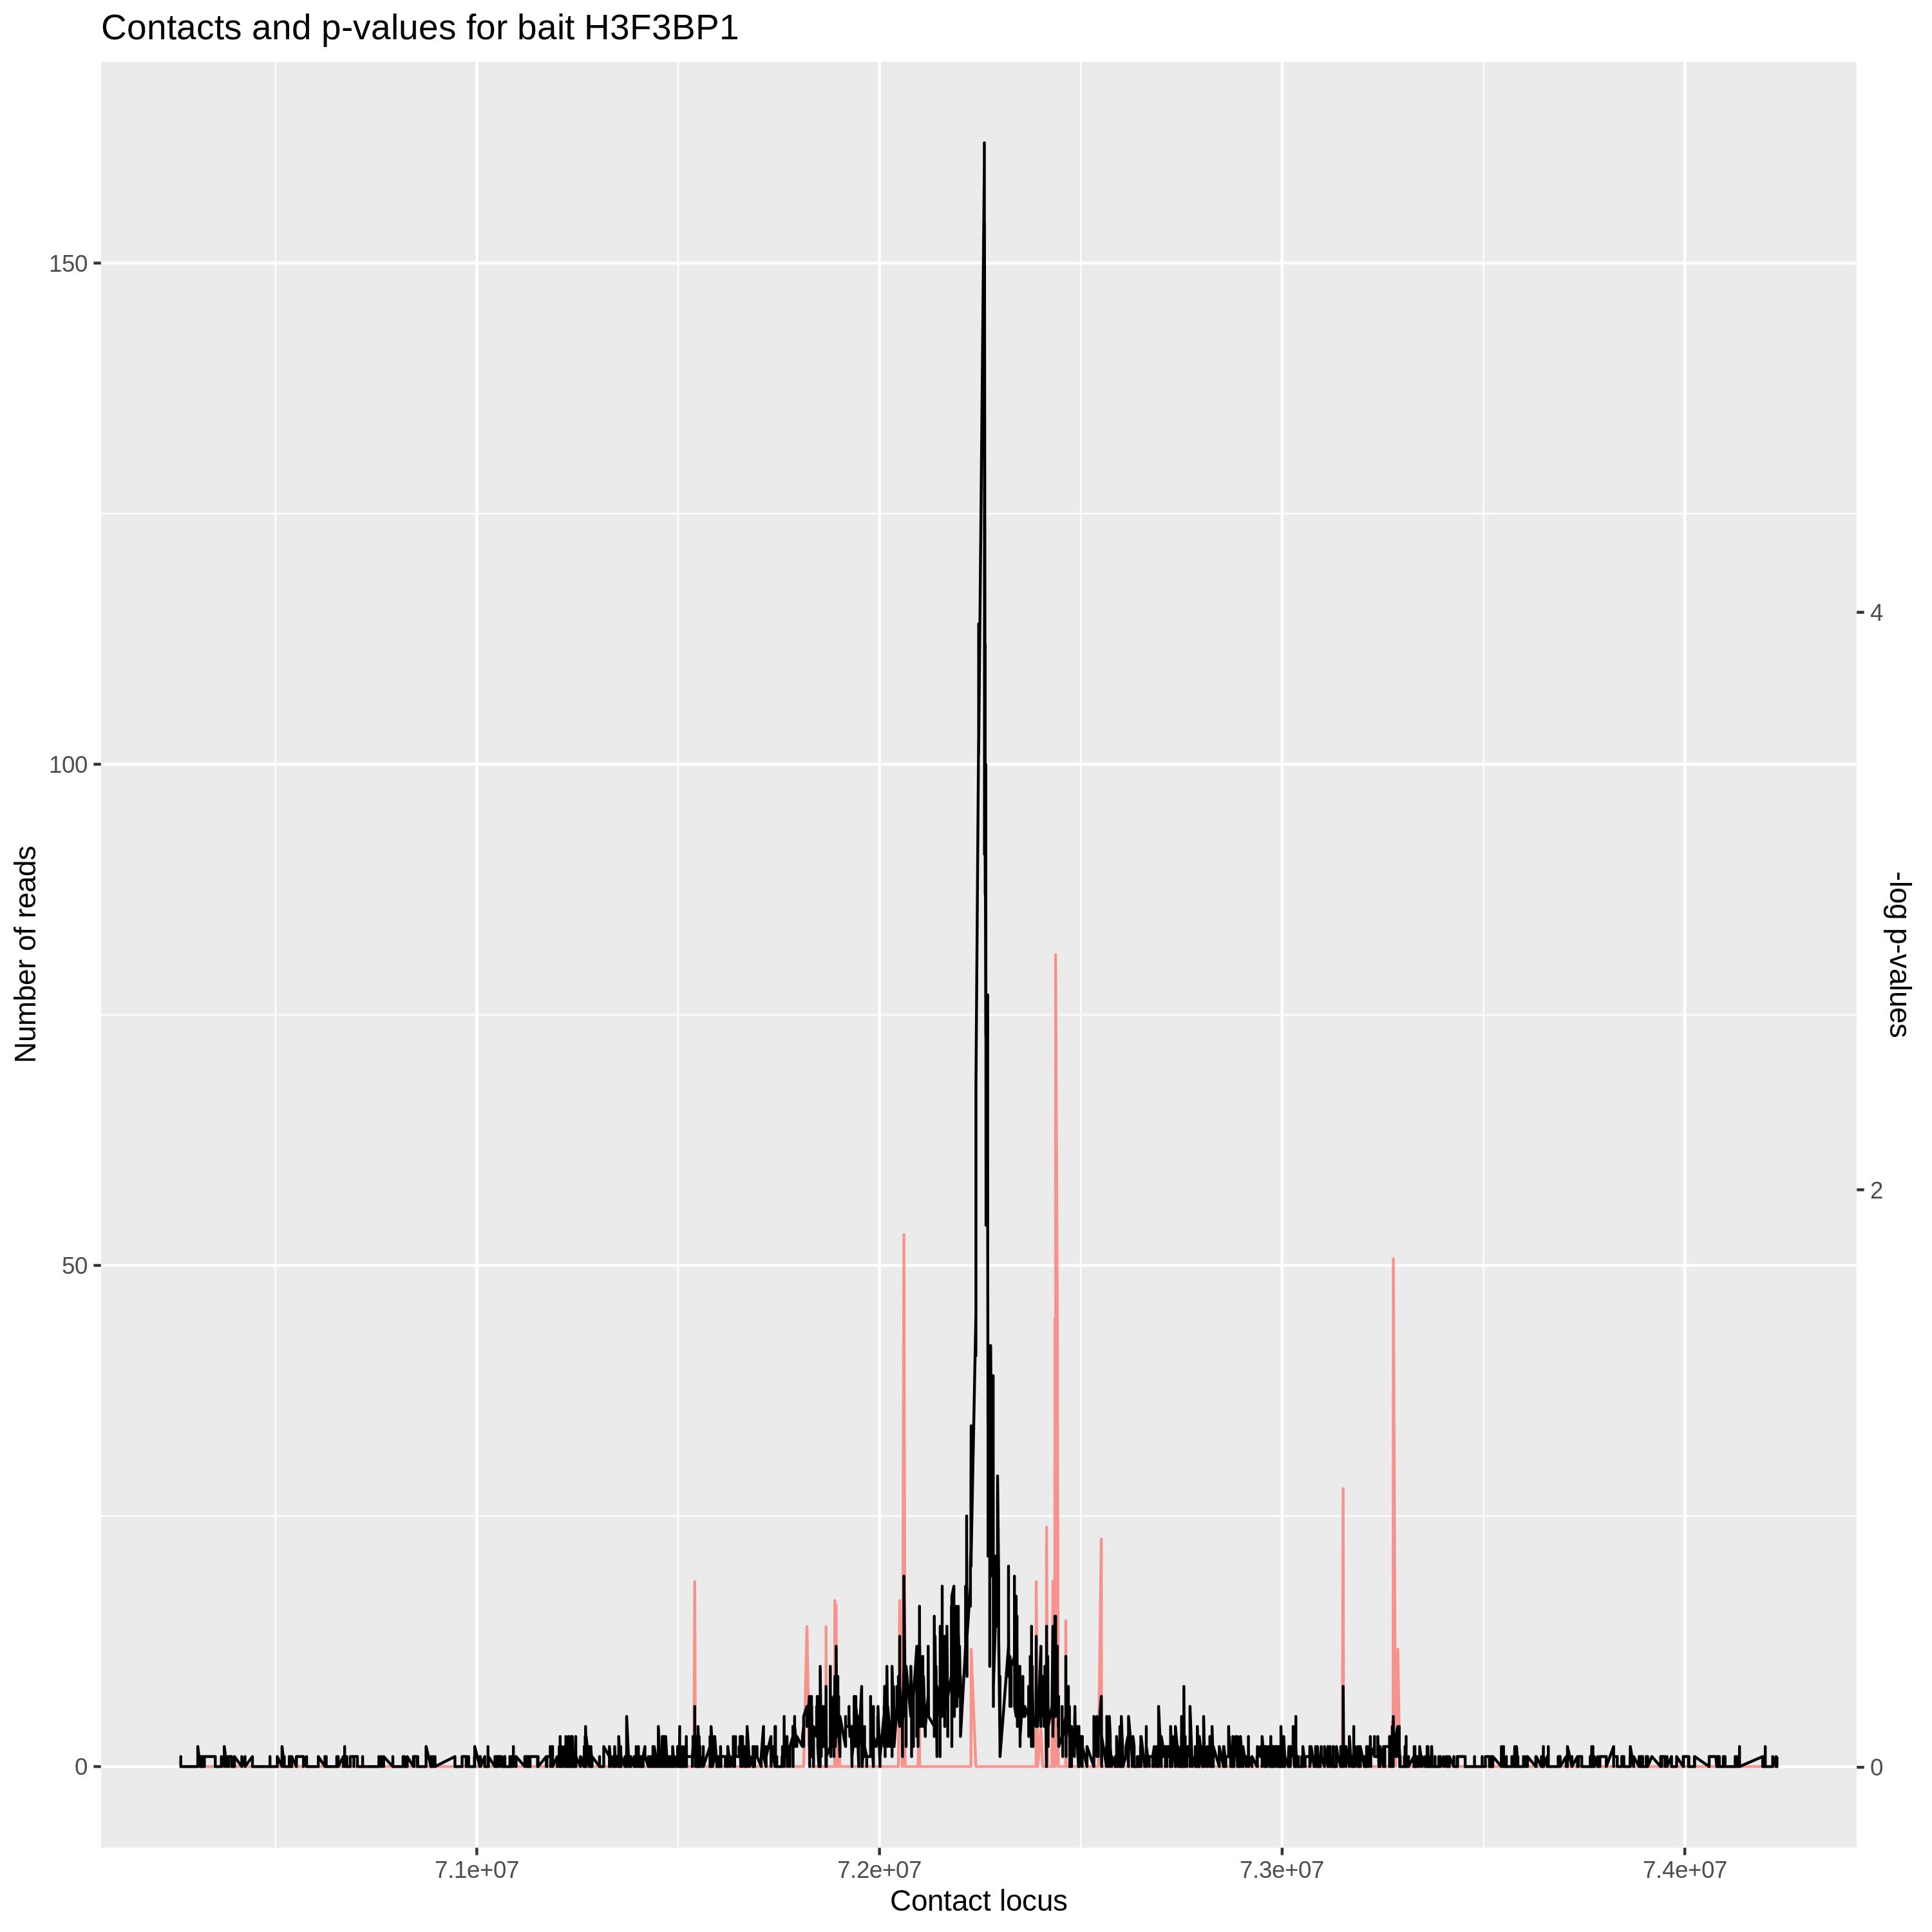 Contacts and p-values for bait H3F3BP1
150
100
50
0
Number of reads
4
2
0
-log p-values
7.1e+07
7.2e+07
7.3e+07
7.4e+07
Contact locus